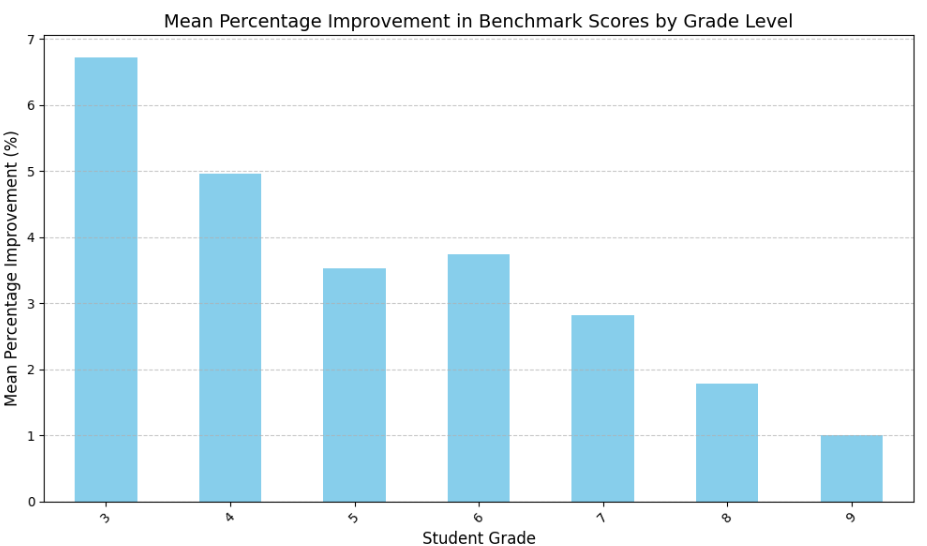 Mean Percentage Improvement in Benchmark Scores by Grade Level
Mean Percentage Improvement (%)
7
6
5
4
3
2
1
0
3 4 5 6 7 8 9
Student Grade